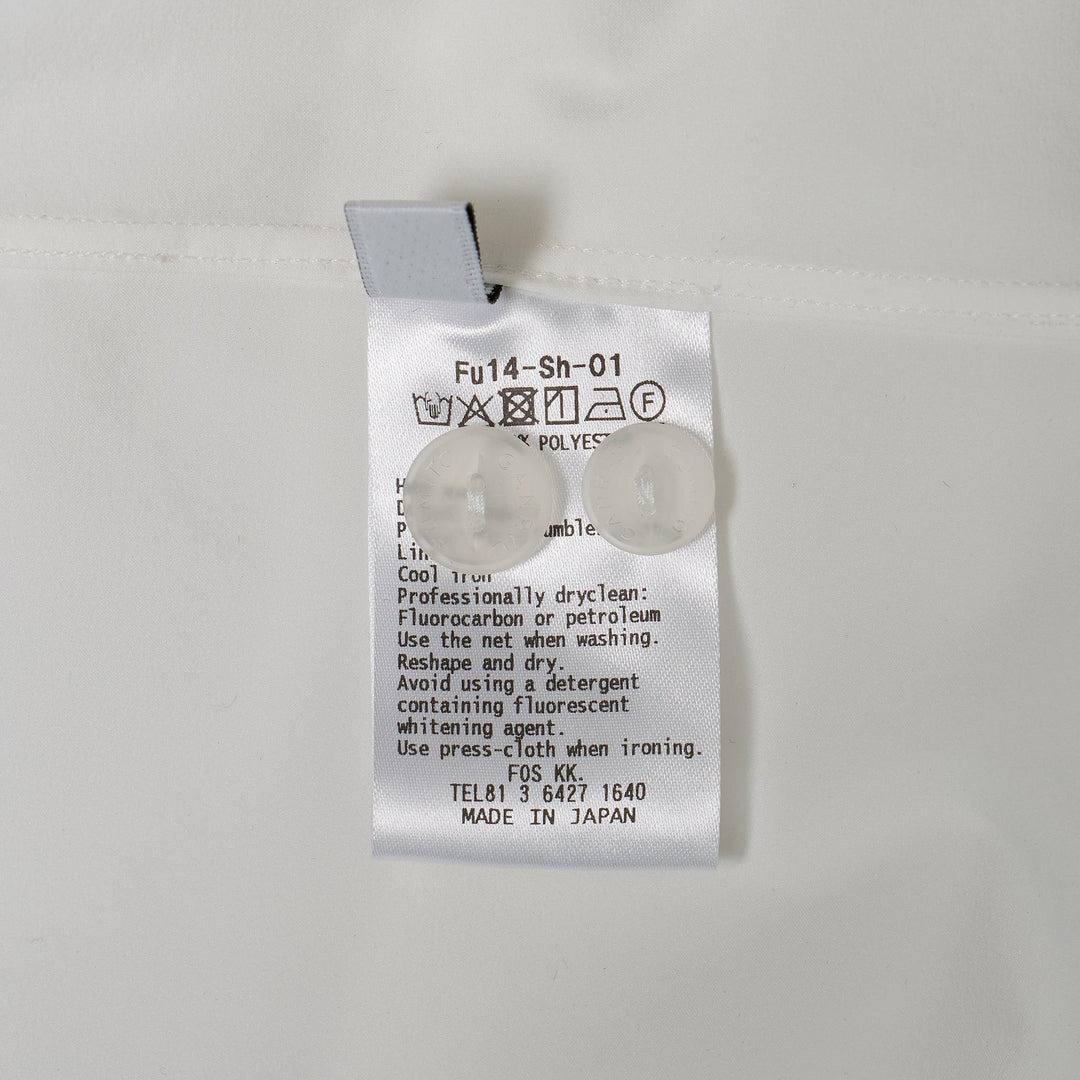 Fu14-Sh-01
F
Cool iron
Professionally dryclean:
Fluorocarbon or petroleum
Use the net when washing.
Reshape and dry.
Avoid using a detergent
containing fluorescent
whitening agent.
Use press-cloth when ironing.
FOS KK.
TEL81 3 6427 1640
MADE IN JAPAN